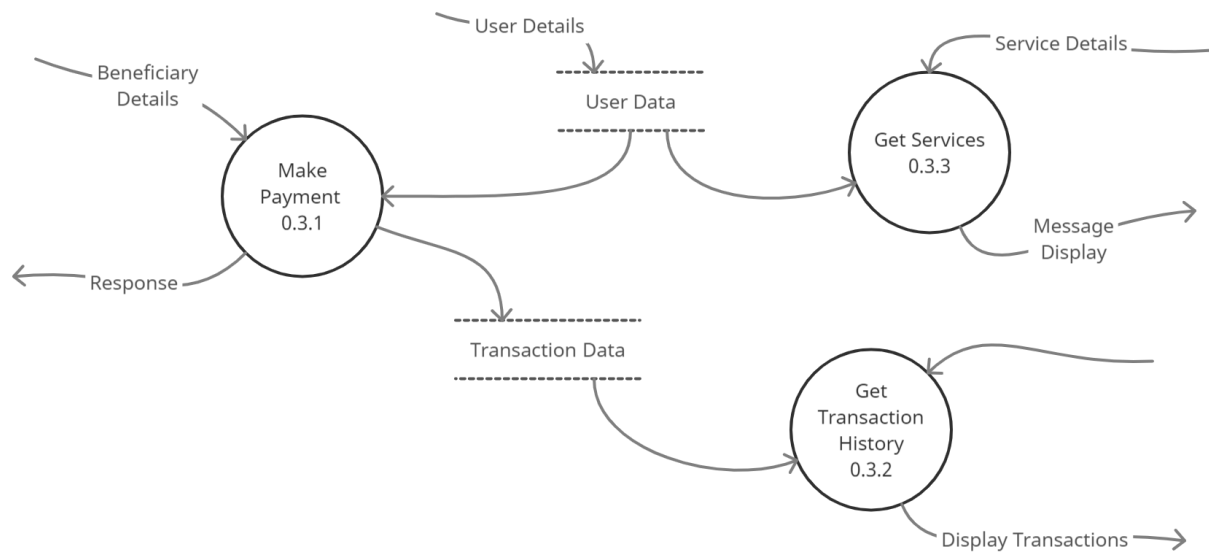 User Details
Service Details
Beneficiary
Details
User Data
Get Services
0.3.3
Make
Payment
0.3.1
Message
Display
Response
Transaction Data
Get
Transaction
History
0.3.2
Display Transactions